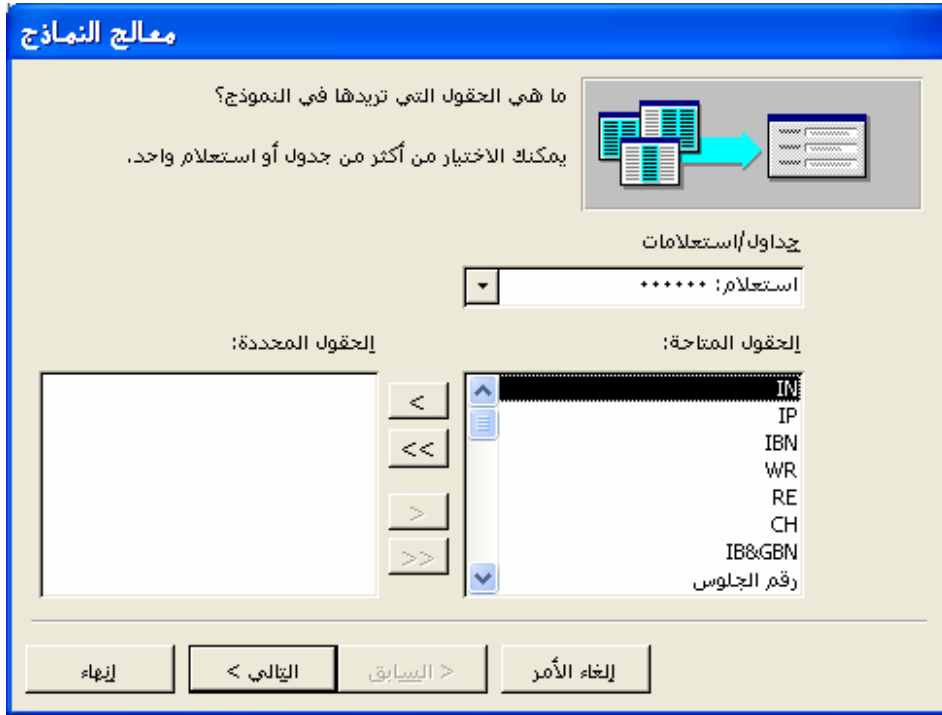 معالج النماذج
ما هي الحقول التي تريدها في النموذج؟
يمكنك الاختيار من أكثر من جدول أو استعلام واحد.
جداول/استعلامات
استعلام: ••••••
الحقول المتاحة:
الحقول المحددة:
IN
IP
IBN
WR
RE
CH
IB&GBN
رقم الجلوس
<
<<
>
>>
إلغاء الأمر
< السابق
التالي >
إنهاء